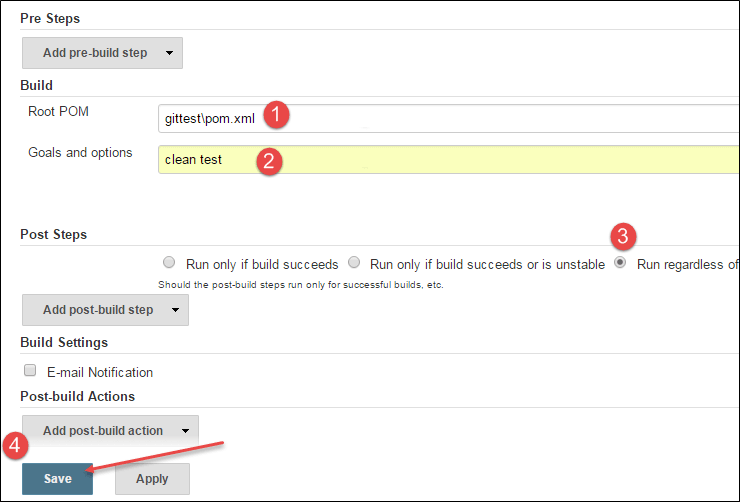 Pre Steps
Add pre-build step
Build
Root POM
gittest\pom.xml
1
Goals and options
clean test
2
Post Steps
3
Run only if build succeeds Run only if build succeeds or is unstable Run regardless of
Should the post-build steps run only for successful builds, etc.
Add post-build step
Build Settings
E-mail Notification
Post-build Actions
Add post-build action
4
Save Apply